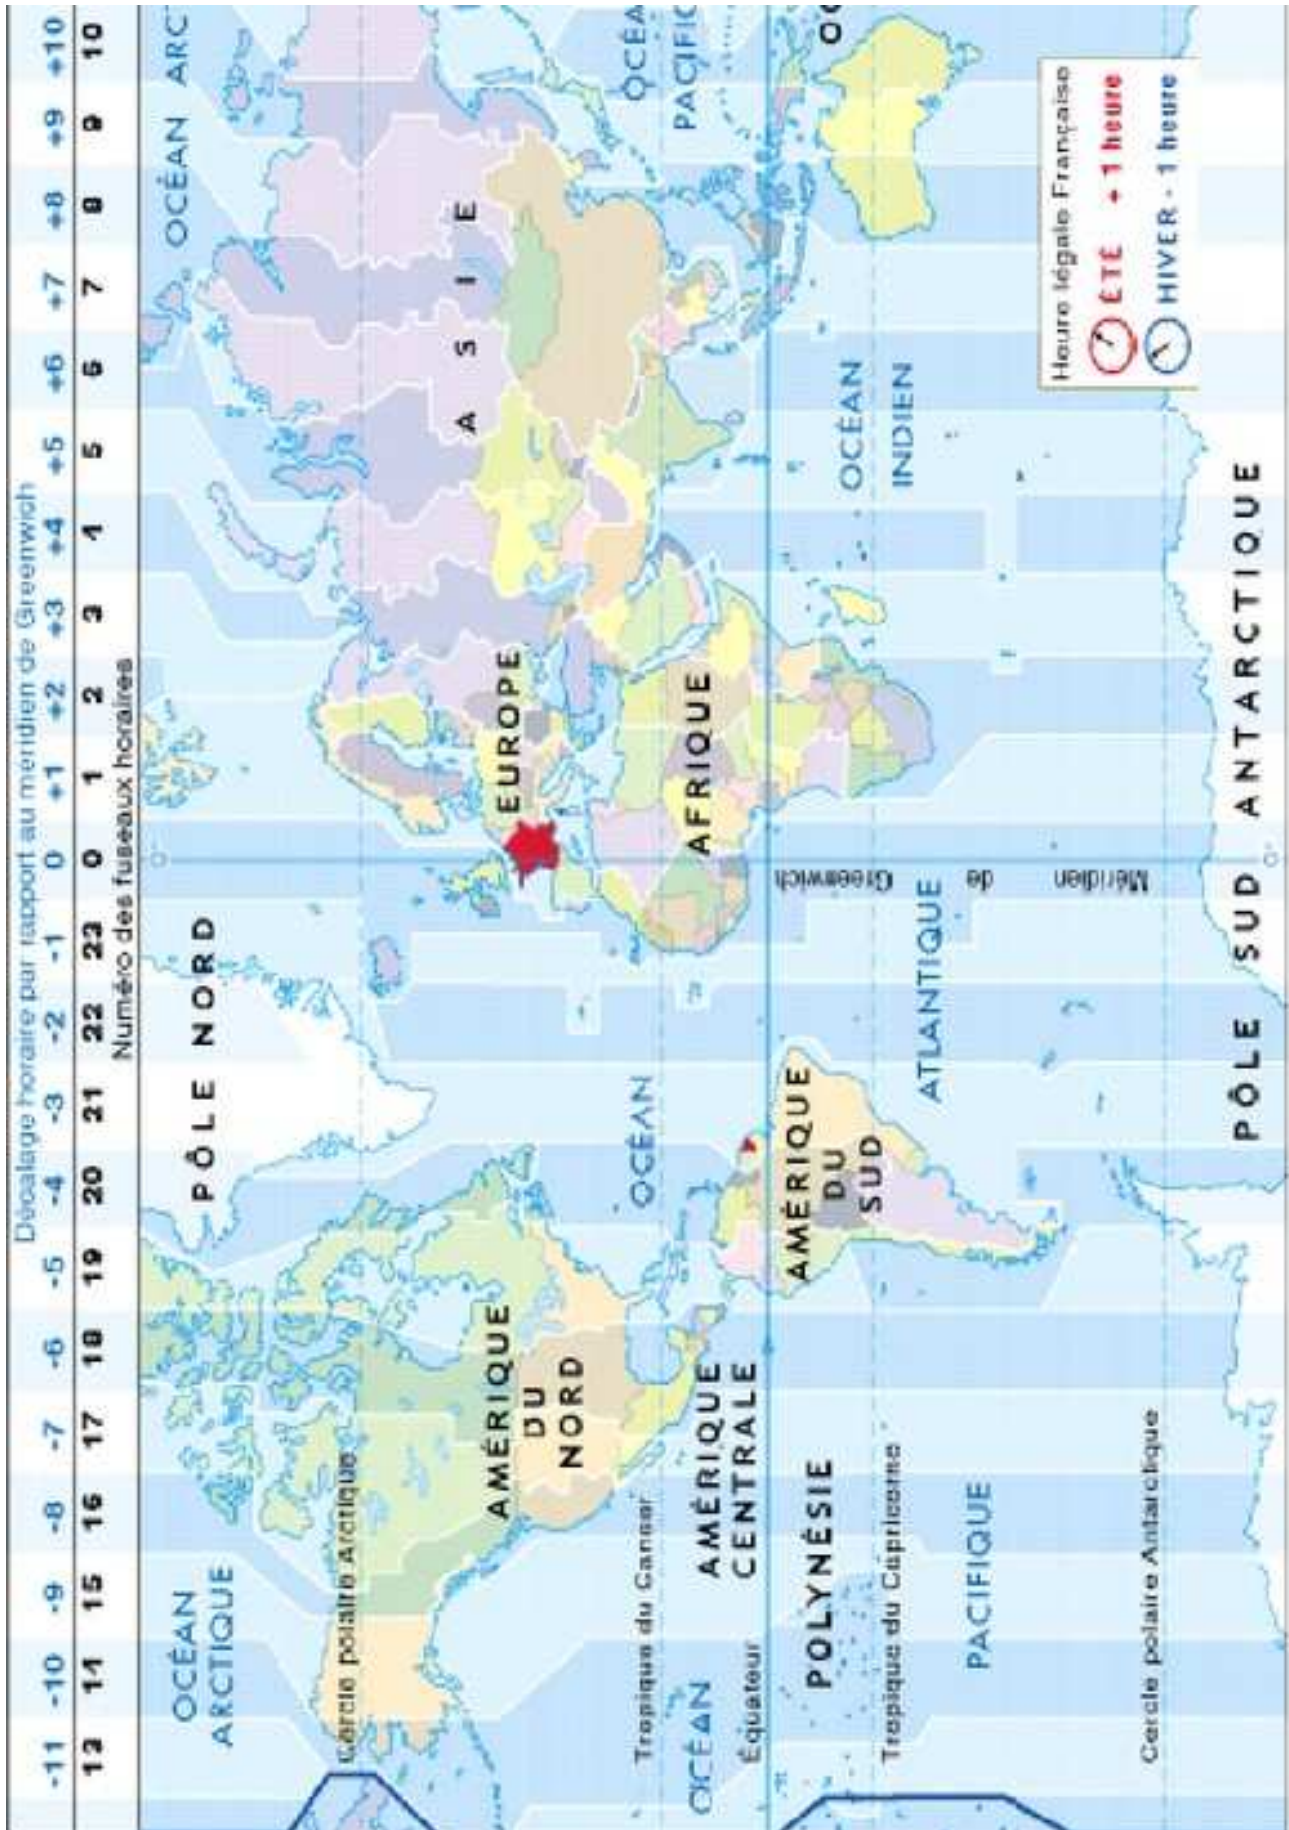 Décalage horaire par rapport au méridien de Greenwich
-11 -10 -9 -8 -7 -6 -5 -4 -3 -2 -1 0 +1 +2 +3 +4 +5 +6 +7 +8 +9 +10
13 14 15 16 17 18 19 20 21 22 23 0 1 2 3 4 5 6 7 8 9 10
Numéro des fuseaux horaires
0°
OCÉAN
ARCTIQUE
PÔLE NORD
OCÉAN ARC
Cercle polaire Arctique
AMÉRIQUE
DU
NORD
EUROPE
ASIE
Tropique du Cancer
OCÉAN
OCÉAN
OCÉA
PACIFIC
AMÉRIQUE
CENTRALE
AFRIQUE
Équateur
POLYNÉSIE
AMÉRIQUE
DU
SUD
Méridien de Greenwich
OC
Tropique du Capricorne
PACIFIQUE
ATLANTIQUE
OCÉAN
INDIEN
Cercle polaire Antarctique
Heure légale Française
ÉTÉ + 1 heure
HIVER - 1 heure
PÔLE SUD ANTARCTIQUE
0°